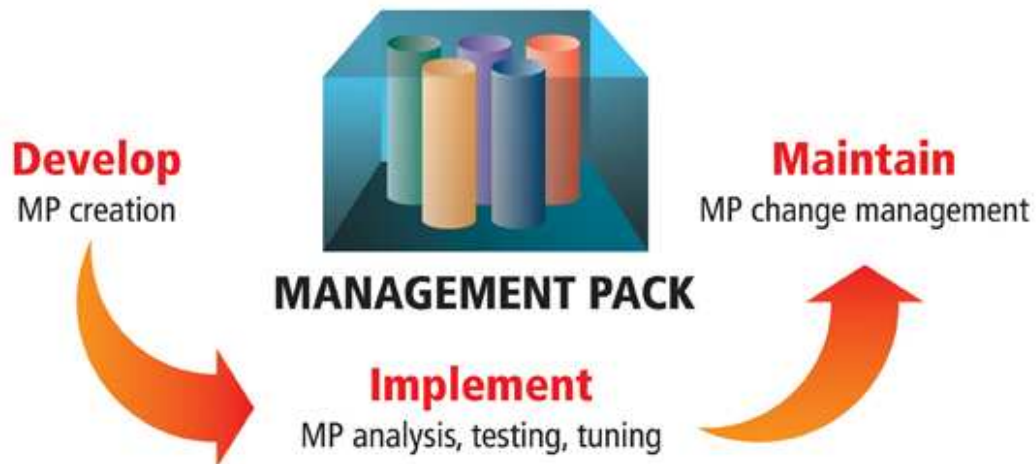 Develop
MP creation
MANAGEMENT PACK
Implement
MP analysis, testing, tuning
Maintain
MP change management